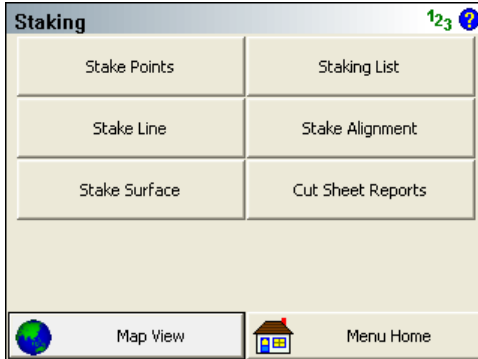 Staking 123 ?
Stake Points Staking List
Stake Line Stake Alignment
Stake Surface Cut Sheet Reports
Map View Menu Home